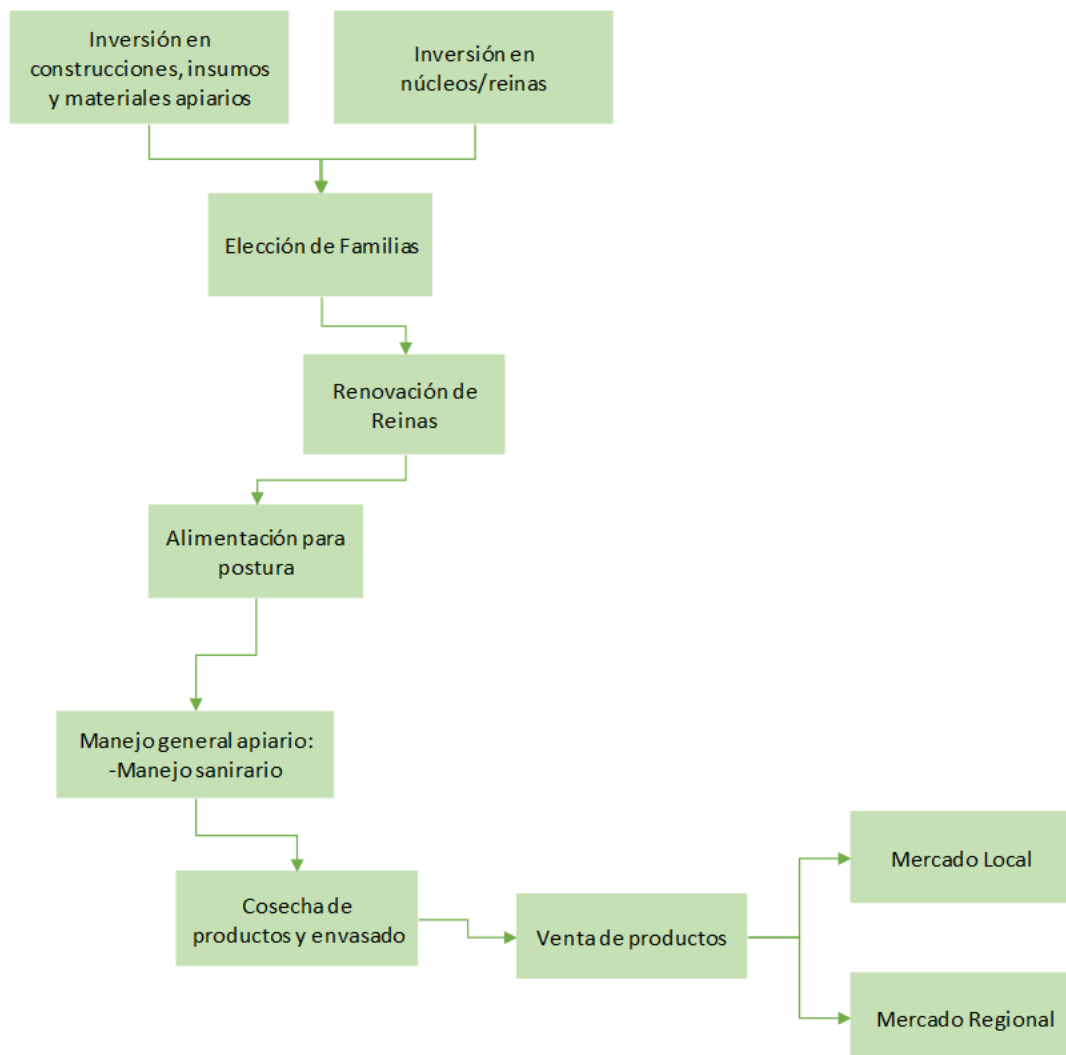 Inversión en
construcciones, insumos
y materiales apiarios
Inversión en
núcleos/reinas
Elección de Familias
Renovación de
Reinas
Alimentación para
postura
Manejo general apiario:
-Manejo sanirario
Cosecha de
productos y envasado
Venta de productos
Mercado Local
Mercado Regional